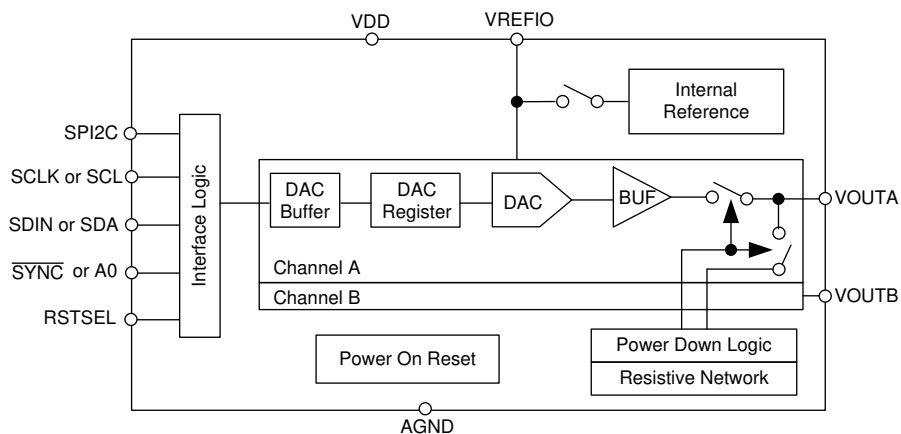 VDD
VREFIO
Internal
Reference
SPI2C
SCLK or SCL
SDIN or SDA
SYNC or A0
RSTSEL
Interface Logic
DAC
Buffer
DAC
Register
DAC
BUF
VOUTA
Channel A
Channel B
VOUTB
Power On Reset
Power Down Logic
Resistive Network
AGND